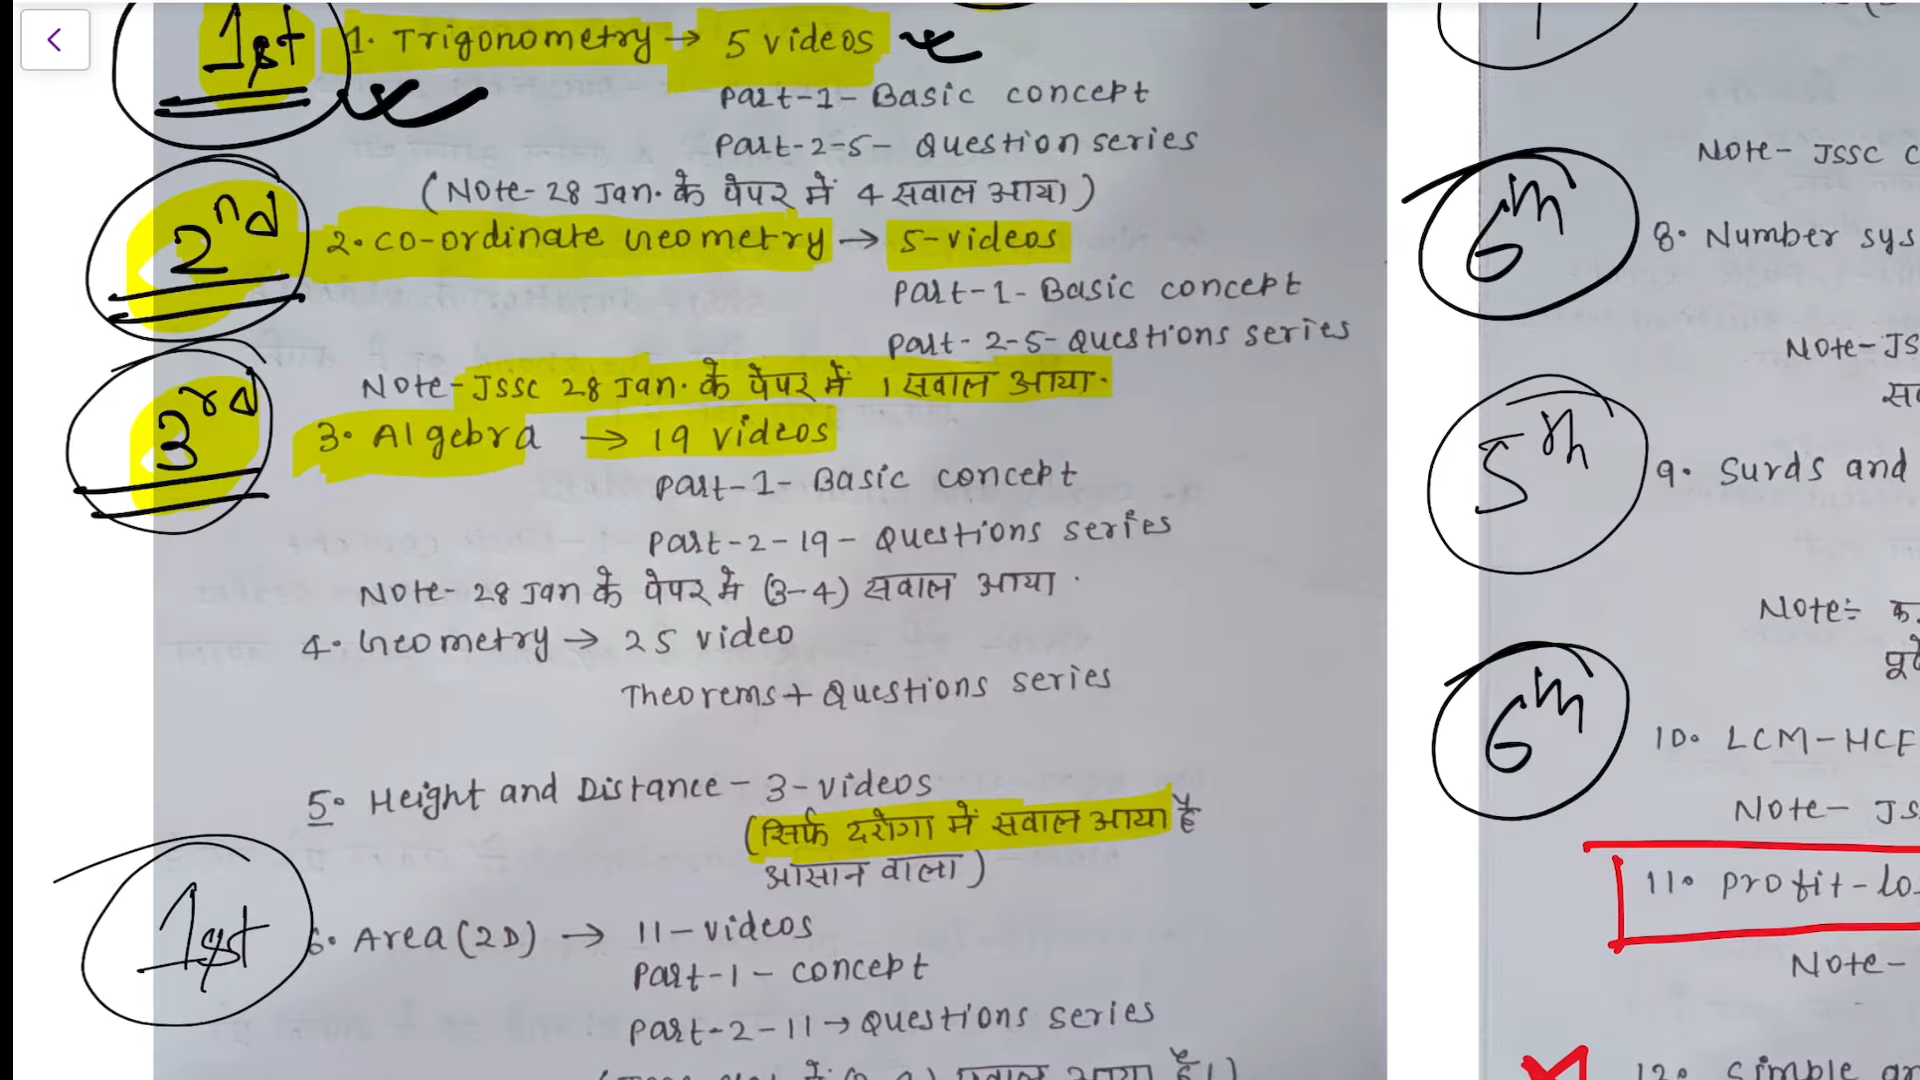 1st 1. Trigonometry → 5 videos
Part-1- Basic concept
Part-2-5- Question series
(Note- 28 Jan. के पेपर में 4 सवाल आया)
2nd 2. Co-ordinate Geometry → 5-videos
Part-1- Basic concept
Part- 2-5- Questions series
Note- JSSC 28 Jan. के पेपर में 1 सवाल आया.
3rd 3. Algebra → 19 videos
Part-1- Basic concept
Part-2-19- Questions series
Note- 28 Jan के पेपर में (3-4) सवाल आया.
4. Geometry → 25 video
Theorems + Questions series
5. Height and Distance - 3-videos
(सिर्फ दरोगा में सवाल आया है
आसान वाला)
1st 6. Area (2D) → 11-videos
Part-1 - concept
Part-2-11 → Questions series
Note- JSSC C
6th 8. Number sys
Note- JS
5th 9. Surds and
Note:-
6th 10. LCM-HCF
Note- JS
11. Profit-lo
Note-
12. Simple an